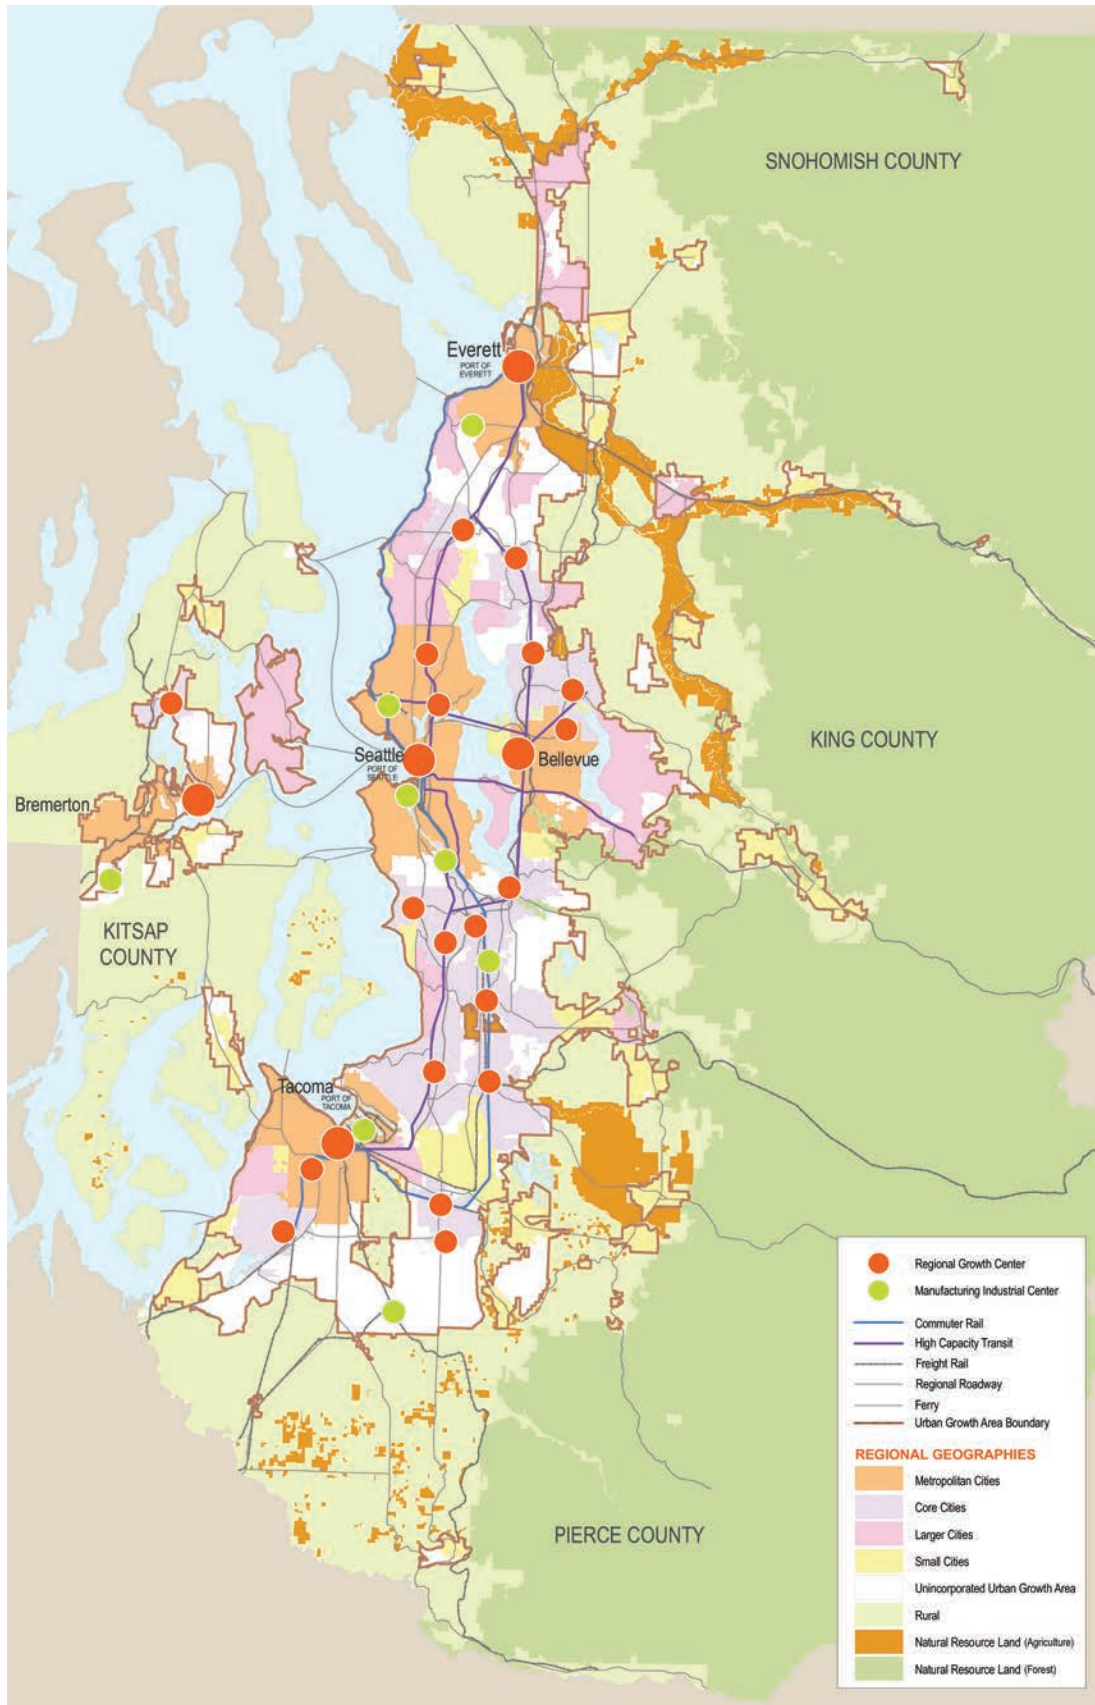 SNOHOMISH COUNTY
Everett
PORT OF
EVERETT
KING COUNTY
Seattle
PORT OF
SEATTLE
Bellevue
Bremerton
KITSAP
COUNTY
Tacoma
PORT OF
TACOMA
PIERCE COUNTY
Regional Growth Center
Manufacturing Industrial Center
Commuter Rail
High Capacity Transit
Freight Rail
Regional Roadway
Ferry
Urban Growth Area Boundary
REGIONAL GEOGRAPHIES
Metropolitan Cities
Core Cities
Larger Cities
Small Cities
Unincorporated Urban Growth Area
Rural
Natural Resource Land (Agriculture)
Natural Resource Land (Forest)